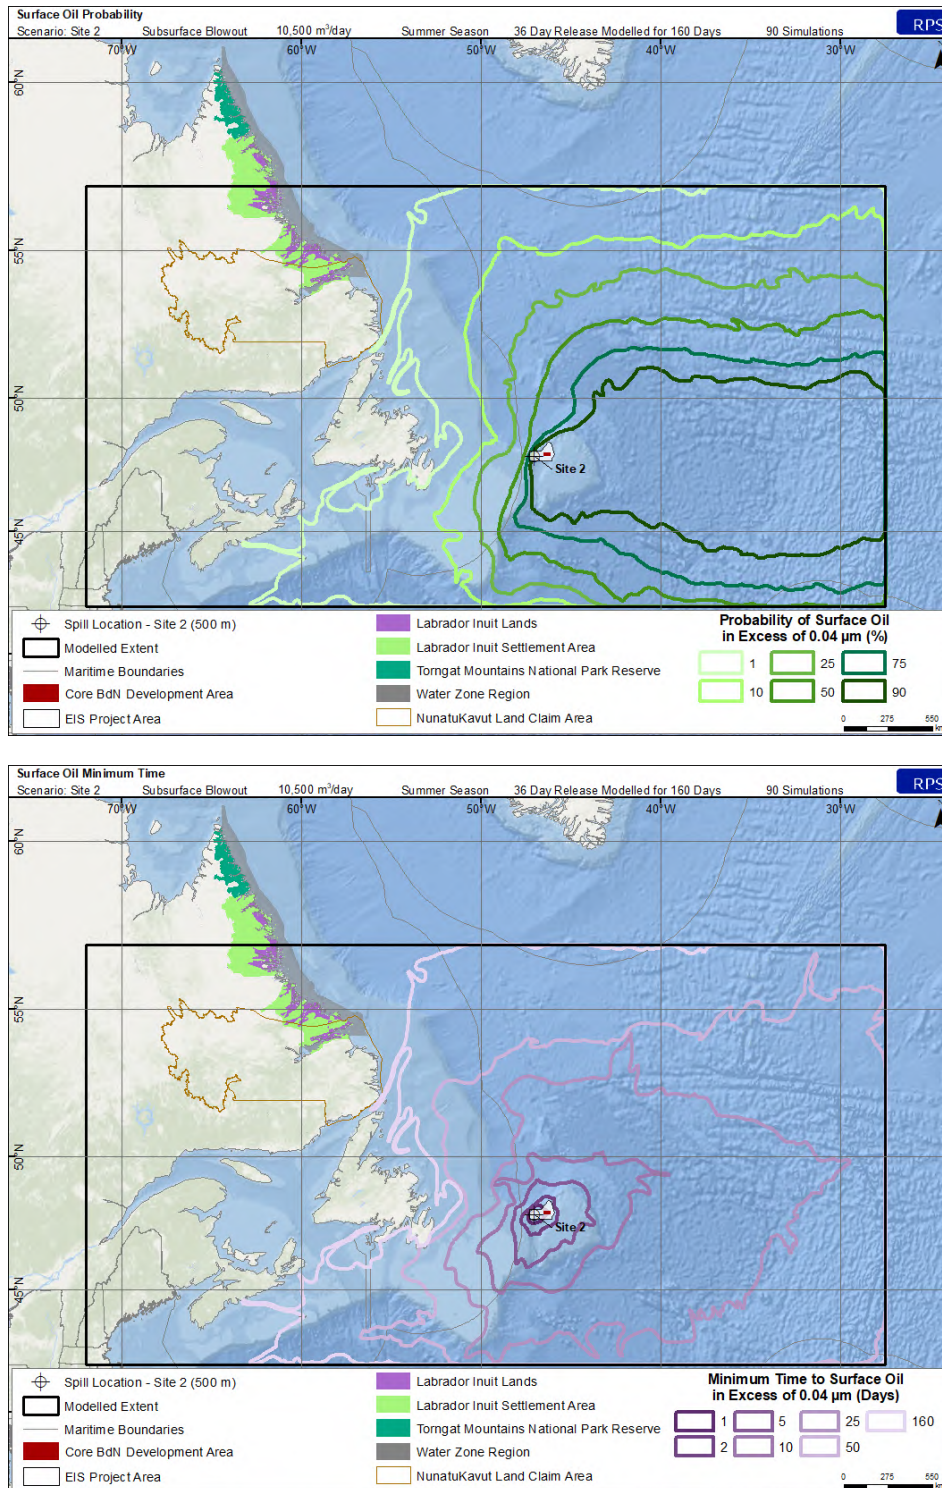 Surface Oil Probability
Scenario: Site 2 Subsurface Blowout 10,500 m³/day Summer Season 36 Day Release Modelled for 160 Days 90 Simulations
RPS
70°W 60°W 50°W 40°W 30°W
60°N
55°N
50°N
Site 2
45°N
Spill Location - Site 2 (500 m)
Modelled Extent
Maritime Boundaries
Core BdN Development Area
EIS Project Area
Labrador Inuit Lands
Labrador Inuit Settlement Area
Torngat Mountains National Park Reserve
Water Zone Region
NunatuKavut Land Claim Area
Probability of Surface Oil
in Excess of 0.04 µm (%)
1 25 75
10 50 90
0 275 550
km
Surface Oil Minimum Time
Scenario: Site 2 Subsurface Blowout 10,500 m³/day Summer Season 36 Day Release Modelled for 160 Days 90 Simulations
RPS
70°W 60°W 50°W 40°W 30°W
60°N
55°N
50°N
Site 2
45°N
Spill Location - Site 2 (500 m)
Modelled Extent
Maritime Boundaries
Core BdN Development Area
EIS Project Area
Labrador Inuit Lands
Labrador Inuit Settlement Area
Torngat Mountains National Park Reserve
Water Zone Region
NunatuKavut Land Claim Area
Minimum Time to Surface Oil
in Excess of 0.04 µm (Days)
1 5 25 160
2 10 50
0 275 550
km